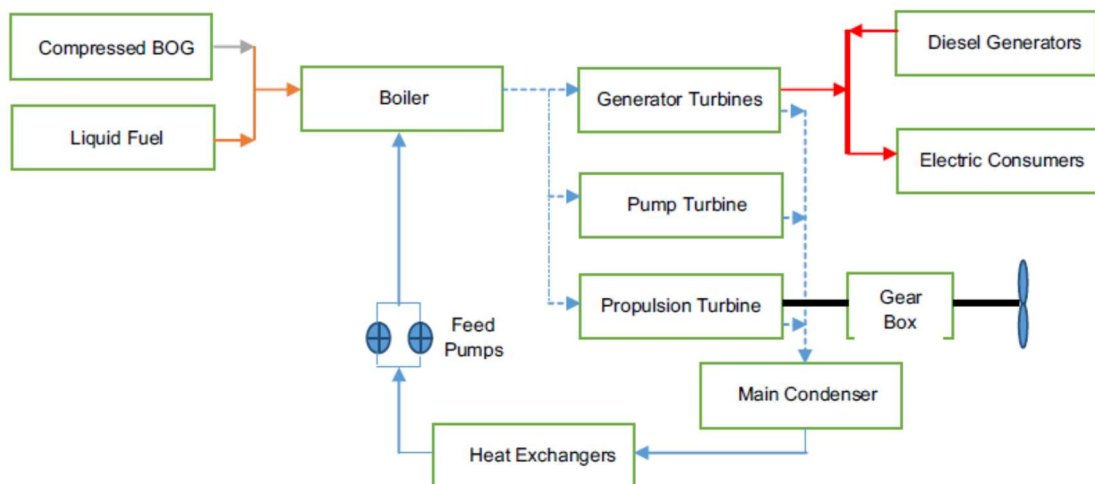 Compressed BOG
Liquid Fuel
Boiler
Generator Turbines
Diesel Generators
Electric Consumers
Pump Turbine
Propulsion Turbine
Gear
Box
Feed
Pumps
Main Condenser
Heat Exchangers